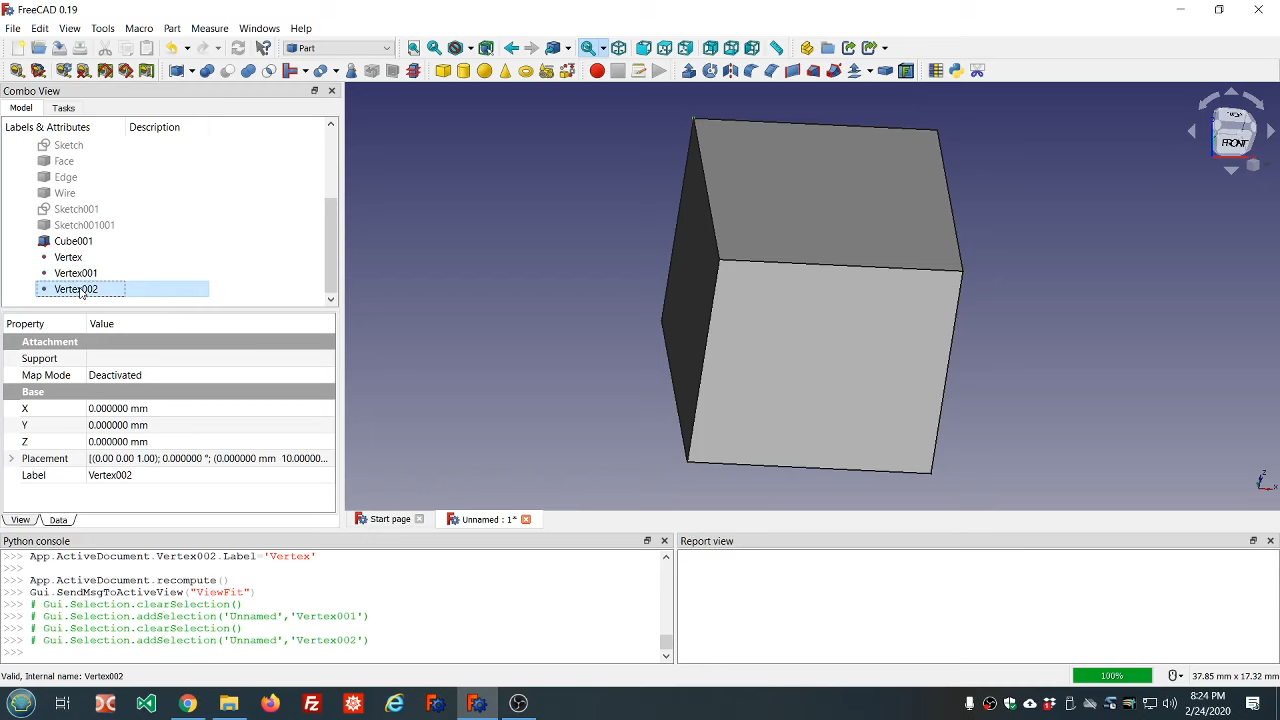 FreeCAD 0.19
File Edit View Tools Macro Part Measure Windows Help
Part
Combo View
Model Tasks
Labels & Attributes Description
Sketch
Face
Edge
Wire
Sketch001
Sketch001001
Cube001
Vertex
Vertex001
Vertex002
Property Value
Attachment
Support
Map Mode Deactivated
Base
X 0.000000 mm
Y 0.000000 mm
Z 0.000000 mm
Placement [(0.00 0.00 1.00); 0.000000 °; (0.000000 mm 10.00000...
Label Vertex002
View Data
TOP
FRONT
Z
X
Start page Unnamed : 1*
Python console
>>> App.ActiveDocument.Vertex002.Label='Vertex'
>>>
>>> App.ActiveDocument.recompute()
>>> Gui.SendMsgToActiveView("ViewFit")
>>> # Gui.Selection.clearSelection()
>>> # Gui.Selection.addSelection('Unnamed','Vertex001')
>>> # Gui.Selection.clearSelection()
>>> # Gui.Selection.addSelection('Unnamed','Vertex002')
>>>
Report view
Valid, Internal name: Vertex002
100%
37.85 mm x 17.32 mm
8:24 PM
2/24/2020